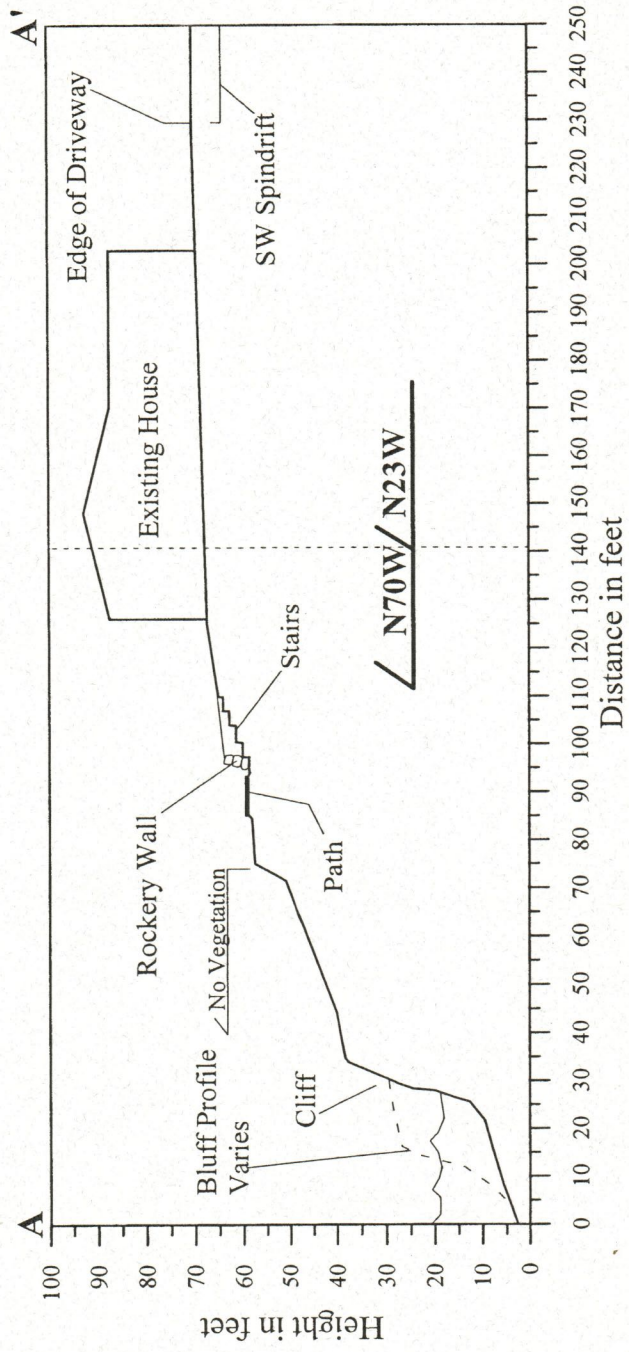 A
A'
Edge of Driveway
SW Spindrift
Existing House
Stairs
Rockery Wall
Path
No Vegetation
Bluff Profile
Varies
Cliff
N70W
N23W
Height in feet
100
90
80
70
60
50
40
30
20
10
0
0
10
20
30
40
50
60
70
80
90
100
110
120
130
140
150
160
170
180
190
200
210
220
230
240
250
Distance in feet